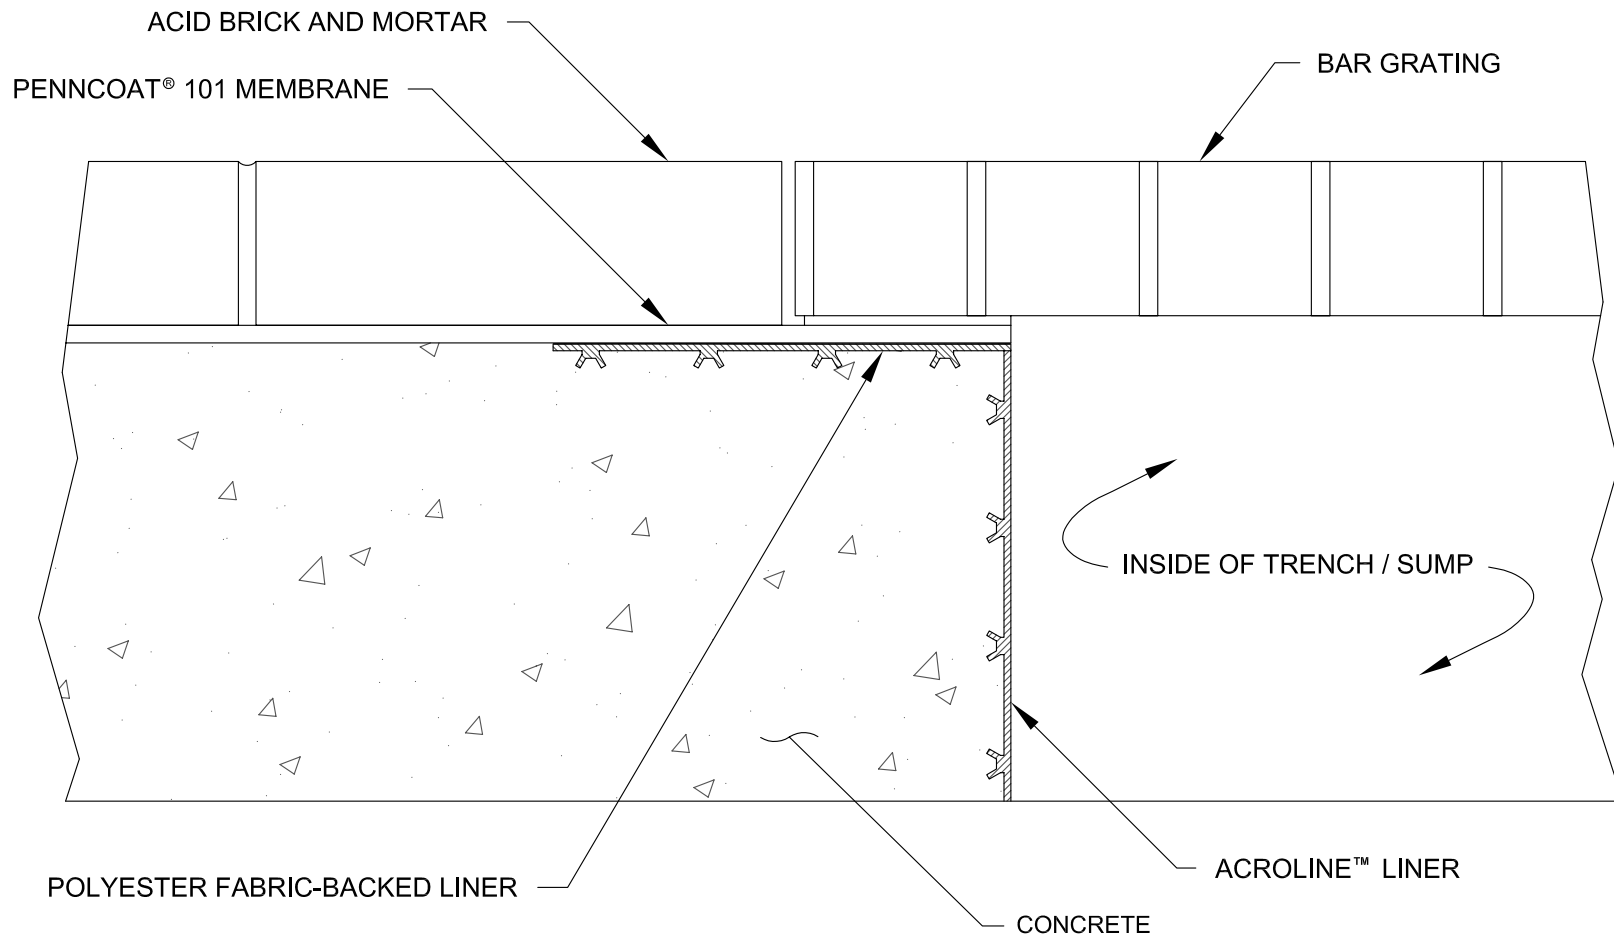 ACID BRICK AND MORTAR
BAR GRATING
PENNCOAT® 101 MEMBRANE
INSIDE OF TRENCH / SUMP
ACROLINE™ LINER
POLYESTER FABRIC-BACKED LINER
CONCRETE